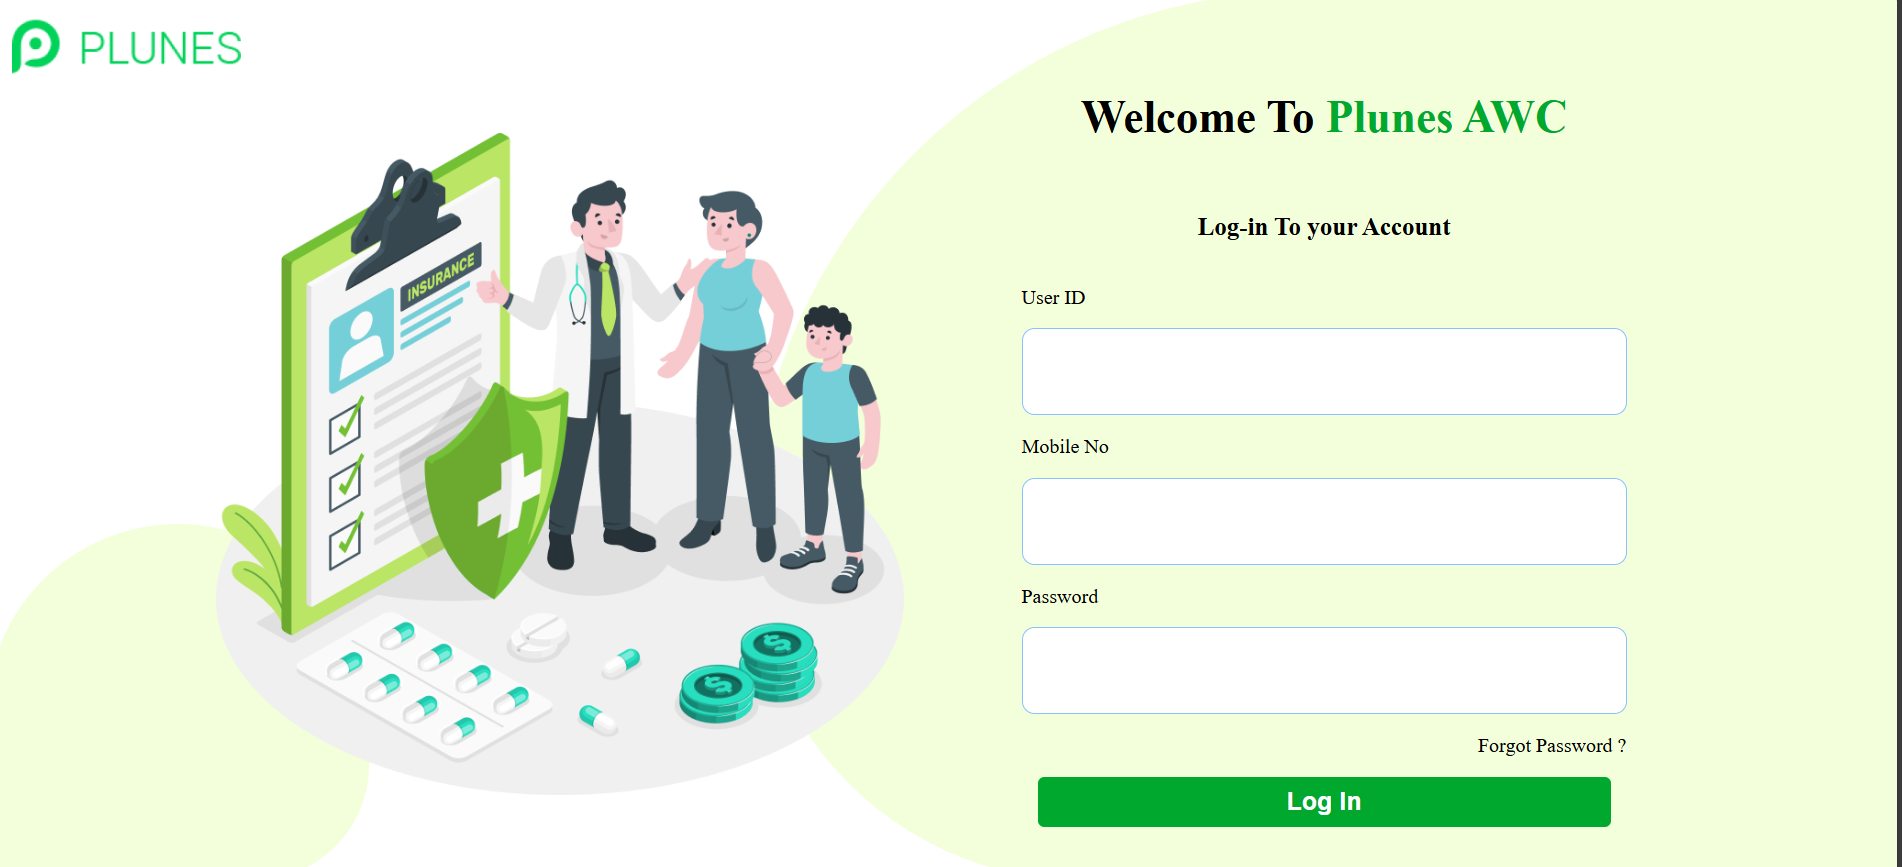 PLUNES
Welcome To Plunes AWC
Log-in To your Account
INSURANCE
User ID
Mobile No
Password
Forgot Password ?
Log In